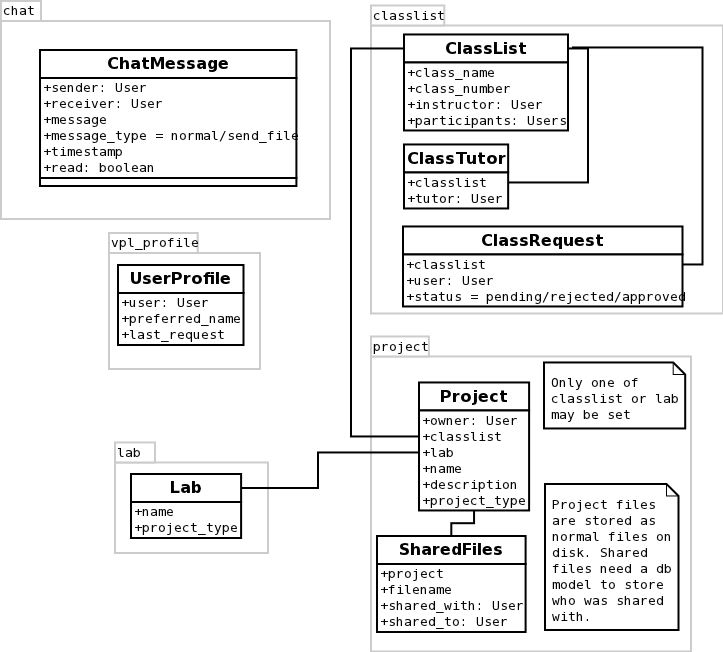 chat
ChatMessage
+sender: User
+receiver: User
+message
+message_type = normal/send_file
+timestamp
+read: boolean
classlist
ClassList
+class_name
+class_number
+instructor: User
+participants: Users
ClassTutor
+classlist
+tutor: User
ClassRequest
+classlist
+user: User
+status = pending/rejected/approved
vpl_profile
UserProfile
+user: User
+preferred_name
+last_request
project
Project
+owner: User
+classlist
+lab
+name
+description
+project_type
Only one of
classlist or lab
may be set
lab
Lab
+name
+project_type
SharedFiles
+project
+filename
+shared_with: User
+shared_to: User
Project files
are stored as
normal files on
disk. Shared
files need a db
model to store
who was shared
with.